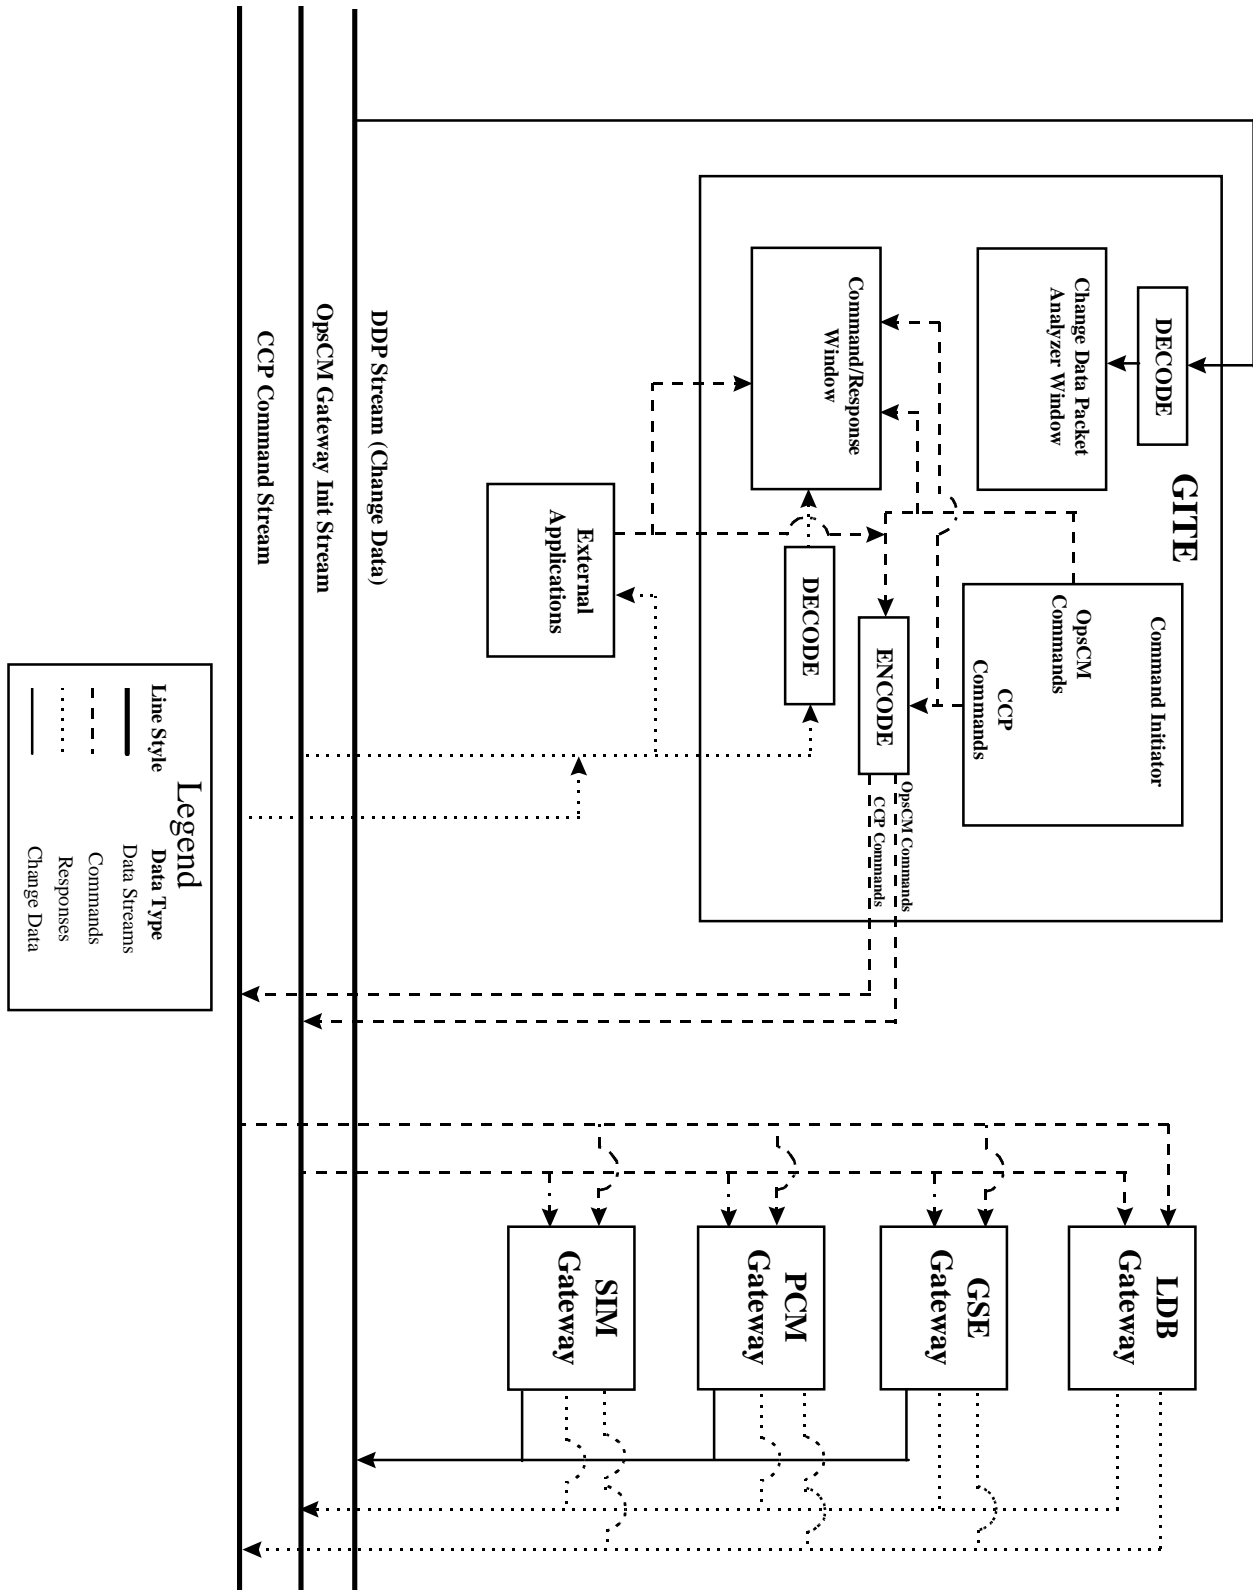 GITE
DECODE
Change Data Packet
Analyzer Window
Command Initiator
OpsCM
Commands
CCP
Commands
Command/Response
Window
ENCODE
OpsCM Commands
CCP Commands
DECODE
External
Applications
LDB
Gateway
GSE
Gateway
PCM
Gateway
SIM
Gateway
DDP Stream (Change Data)
OpsCM Gateway Init Stream
CCP Command Stream
Legend
Line Style
Data Type
Data Streams
Commands
Responses
Change Data